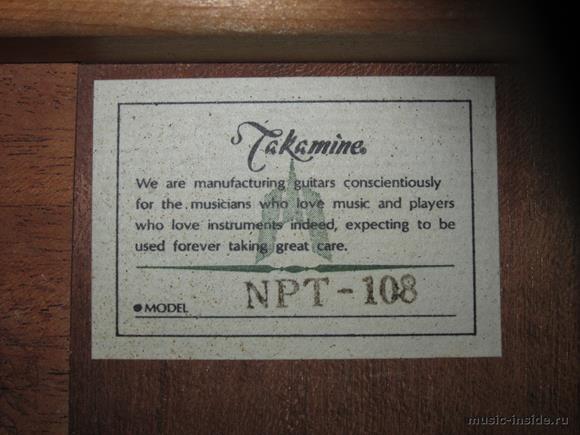 Takamine
We are manufacturing guitars conscientiously
for the musicians who love music and players
who love instruments indeed, expecting to be
used forever taking great care.
●MODEL NPT-108
music-inside.ru